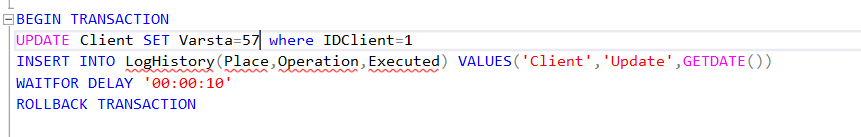 BEGIN TRANSACTION
UPDATE Client SET Varsta=57 where IDClient=1
INSERT INTO LogHistory(Place,Operation,Executed) VALUES('Client','Update',GETDATE())
WAITFOR DELAY '00:00:10'
ROLLBACK TRANSACTION